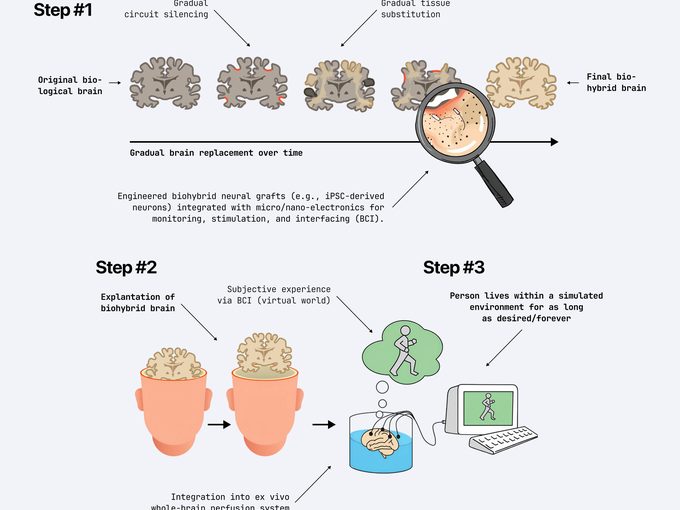 Step #1
Gradual
circuit silencing
Gradual tissue
substitution
Original bio-
logical brain
Final bio-
hybrid brain
Gradual brain replacement over time
Engineered biohybrid neural grafts (e.g., iPSC-derived
neurons) integrated with micro/nano-electronics for
monitoring, stimulation, and interfacing (BCI).
Step #2
Explantation of
biohybrid brain
Subjective experience
via BCI (virtual world)
Step #3
Person lives within a simulated
environment for as long
as desired/forever
Integration into ex vivo
whole-brain perfusion system